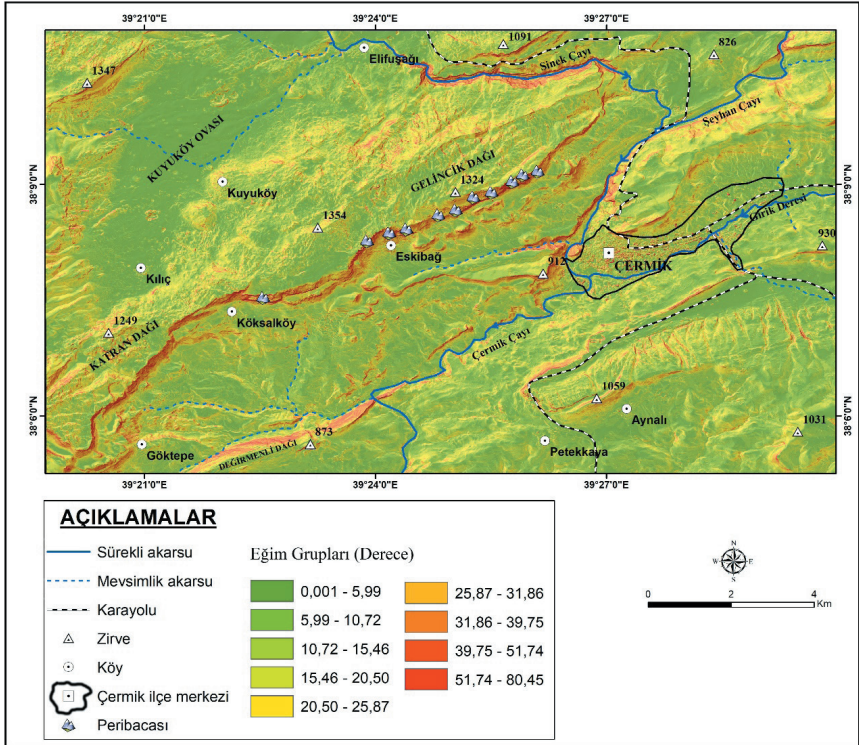 39°21'0"E 39°24'0"E 39°27'0"E
1091
826
Elifuşağı
Sinek Çayı
1347
Şeyhan Çayı
KUYUKÖY OVASI
GELİNCİK DAĞI
38°9'0"N 38°9'0"N
Kuyuköy
1324
Girik Deresi
1354
930
Eskibağ
ÇERMİK
912
Kılıç
Köksalköy
1249
KATRAN DAĞI
Çermik Çayı
38°6'0"N 38°6'0"N
1059
Aynalı
1031
873
Göktepe
DEĞİRMENLİ DAĞI
Petekkaya
39°21'0"E 39°24'0"E 39°27'0"E
AÇIKLAMALAR
Sürekli akarsu
Mevsimlik akarsu
Karayolu
Zirve
Köy
Çermik ilçe merkezi
Peribacası
Eğim Grupları (Derece)
0,001 - 5,99
5,99 - 10,72
10,72 - 15,46
15,46 - 20,50
20,50 - 25,87
25,87 - 31,86
31,86 - 39,75
39,75 - 51,74
51,74 - 80,45
N
W E
S
0 2 4
Km